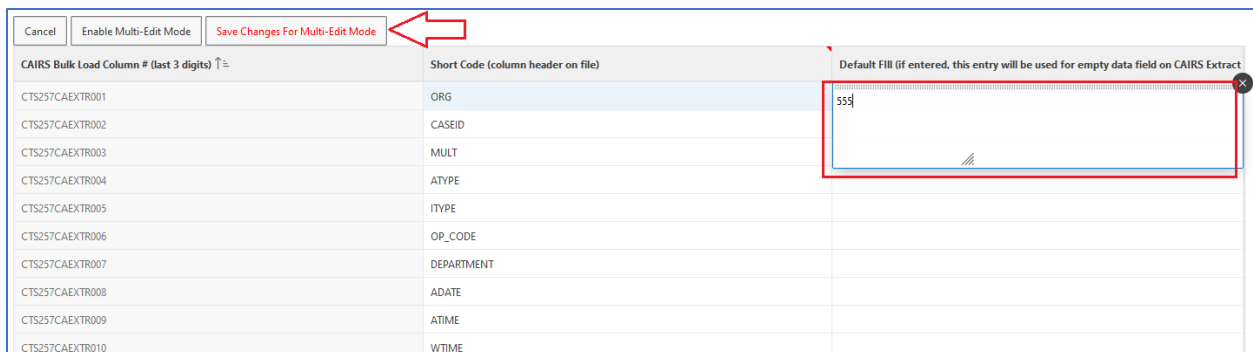 Cancel Enable Multi-Edit Mode Save Changes For Multi-Edit Mode
CAIRS Bulk Load Column # (last 3 digits) Short Code (column header on file) Default Fill (if entered, this entry will be used for empty data field on CAIRS Extract
CTS257CAEXTR001 ORG 555
CTS257CAEXTR002 CASEID
CTS257CAEXTR003 MULT
CTS257CAEXTR004 ATYPE
CTS257CAEXTR005 ITYPE
CTS257CAEXTR006 OP_CODE
CTS257CAEXTR007 DEPARTMENT
CTS257CAEXTR008 ADATE
CTS257CAEXTR009 ATIME
CTS257CAEXTR010 WTIME